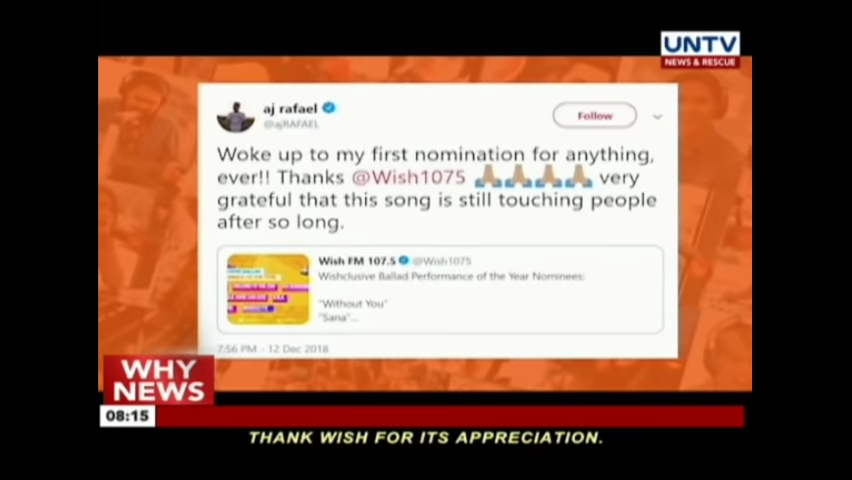 UNTV
NEWS & RESCUE
aj rafael
@ajRAFAEL
Follow
Woke up to my first nomination for anything,
ever!! Thanks @Wish1075 🙏🏽🙏🏽🙏🏽🙏🏽 very
grateful that this song is still touching people
after so long.
Wish FM 107.5 @Wish1075
Wishclusive Ballad Performance of the Year Nominees:
"Without You"
"Sana"...
7:56 PM - 12 Dec 2018
WHY
NEWS
08:15
THANK WISH FOR ITS APPRECIATION.